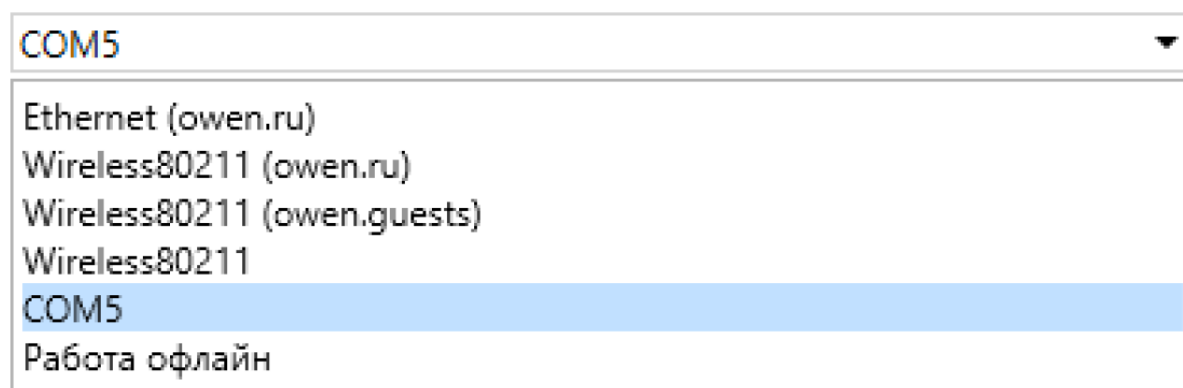 COM5
Ethernet (owen.ru)
Wireless80211 (owen.ru)
Wireless80211 (owen.guests)
Wireless80211
COM5
Работа офлайн